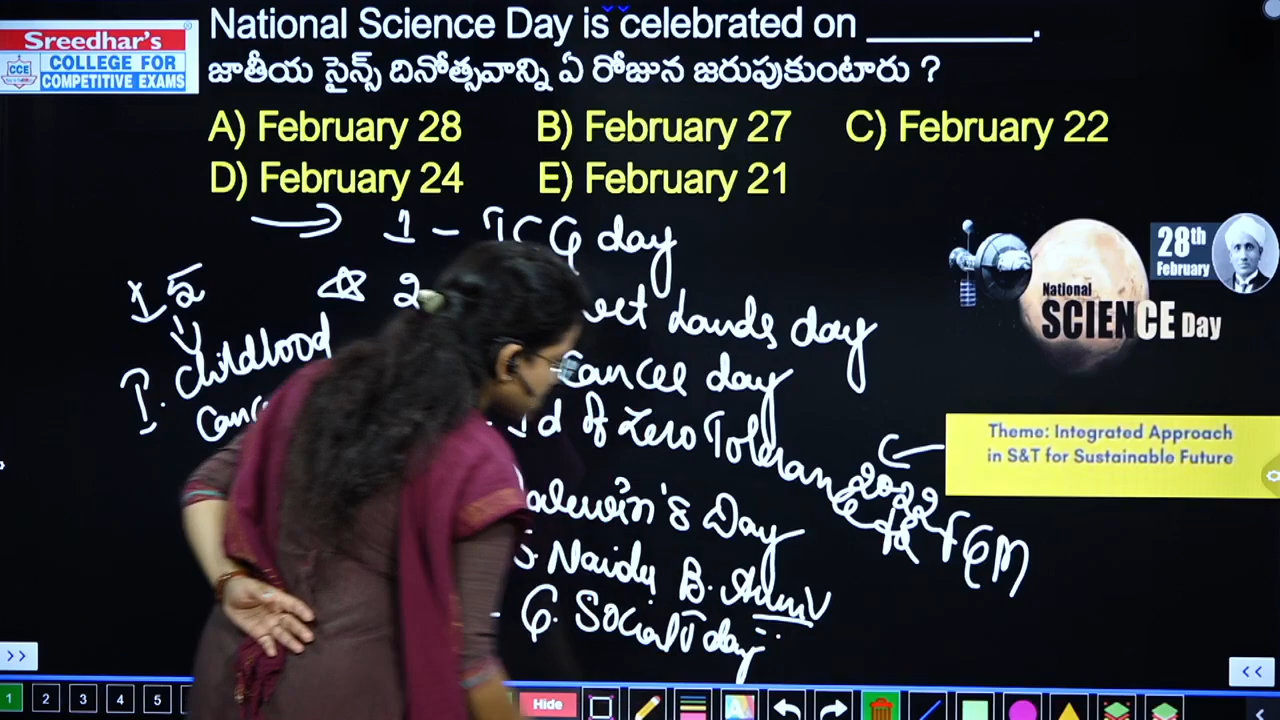 National Science Day is celebrated on ________.
Sreedhar's
CCE
COLLEGE FOR
COMPETITIVE EXAMS
జాతీయ సైన్స్ దినోత్సవాన్ని ఏ రోజున జరుపుకుంటారు ?
A) February 28 B) February 27 C) February 22
D) February 24 E) February 21
1 - ICG day
28th
February
National
SCIENCE Day
15
2
Lands day
I. Childhood
Cancer day
d of Zero Tolerance to FGM
Theme: Integrated Approach
in S&T for Sustainable Future
2022
Day
S. Naidu B. Anniv
G. Social J day
>>
<<
1 2 3 4 5
Hide